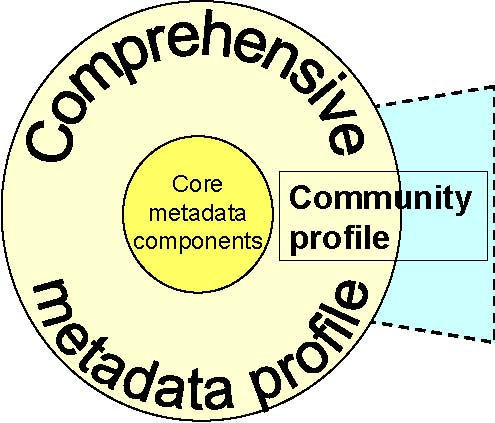 Comprehensive
Core
metadata
components
Community
profile
metadata profile